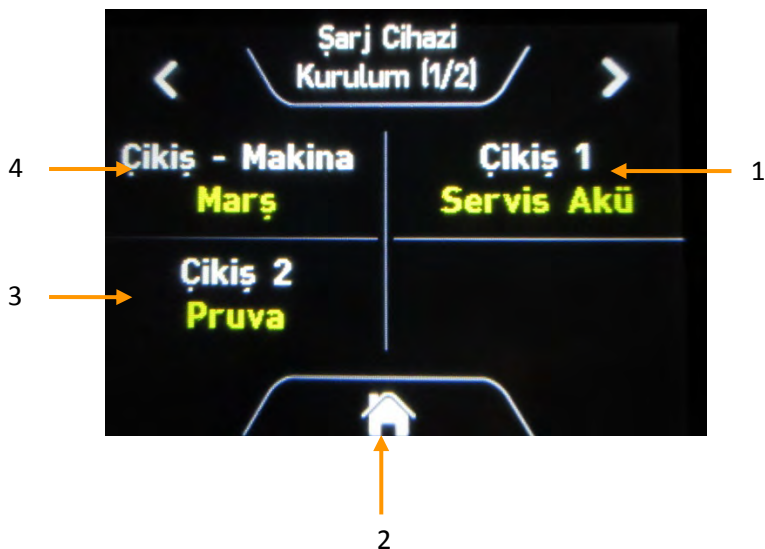 Şarj Cihazi
Kurulum (1/2)
Çikiş - Makina
Marş
Çikiş 1
Servis Akü
Çikiş 2
Pruva
4
1
3
2